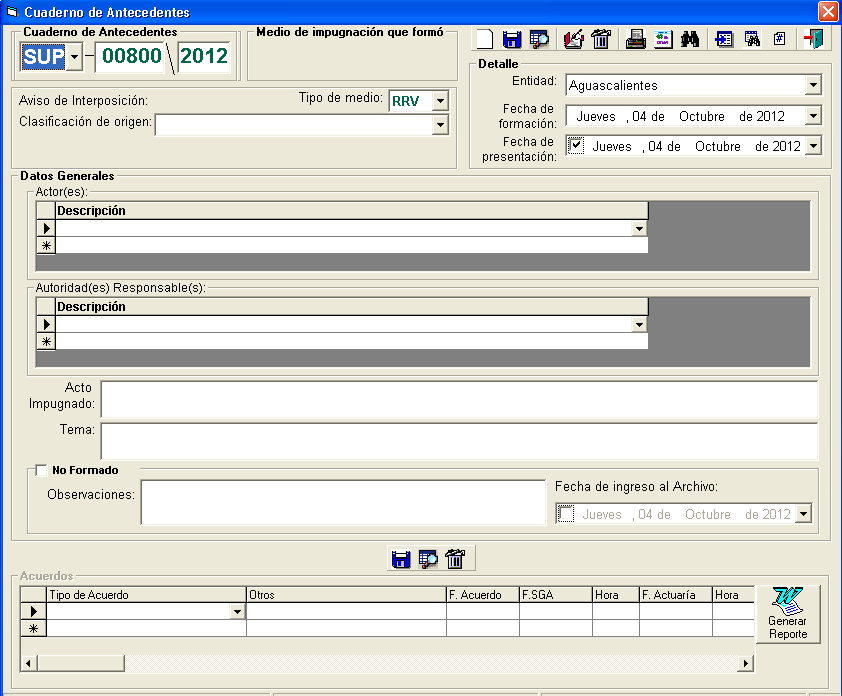 Cuaderno de Antecedentes
Cuaderno de Antecedentes
SUP – 00800 \ 2012
Medio de impugnación que formó
Aviso de Interposición:
Tipo de medio: RRV
Clasificación de origen:
Detalle
Entidad: Aguascalientes
Fecha de
formación: Jueves , 04 de Octubre de 2012
Fecha de
presentación: Jueves , 04 de Octubre de 2012
Datos Generales
Actor(es):
Descripción
Autoridad(es) Responsable(s):
Descripción
Acto
Impugnado:
Tema:
No Formado
Observaciones:
Fecha de ingreso al Archivo:
Jueves , 04 de Octubre de 2012
Acuerdos
Tipo de Acuerdo Otros F. Acuerdo F.SGA Hora F. Actuaría Hora
Generar
Reporte